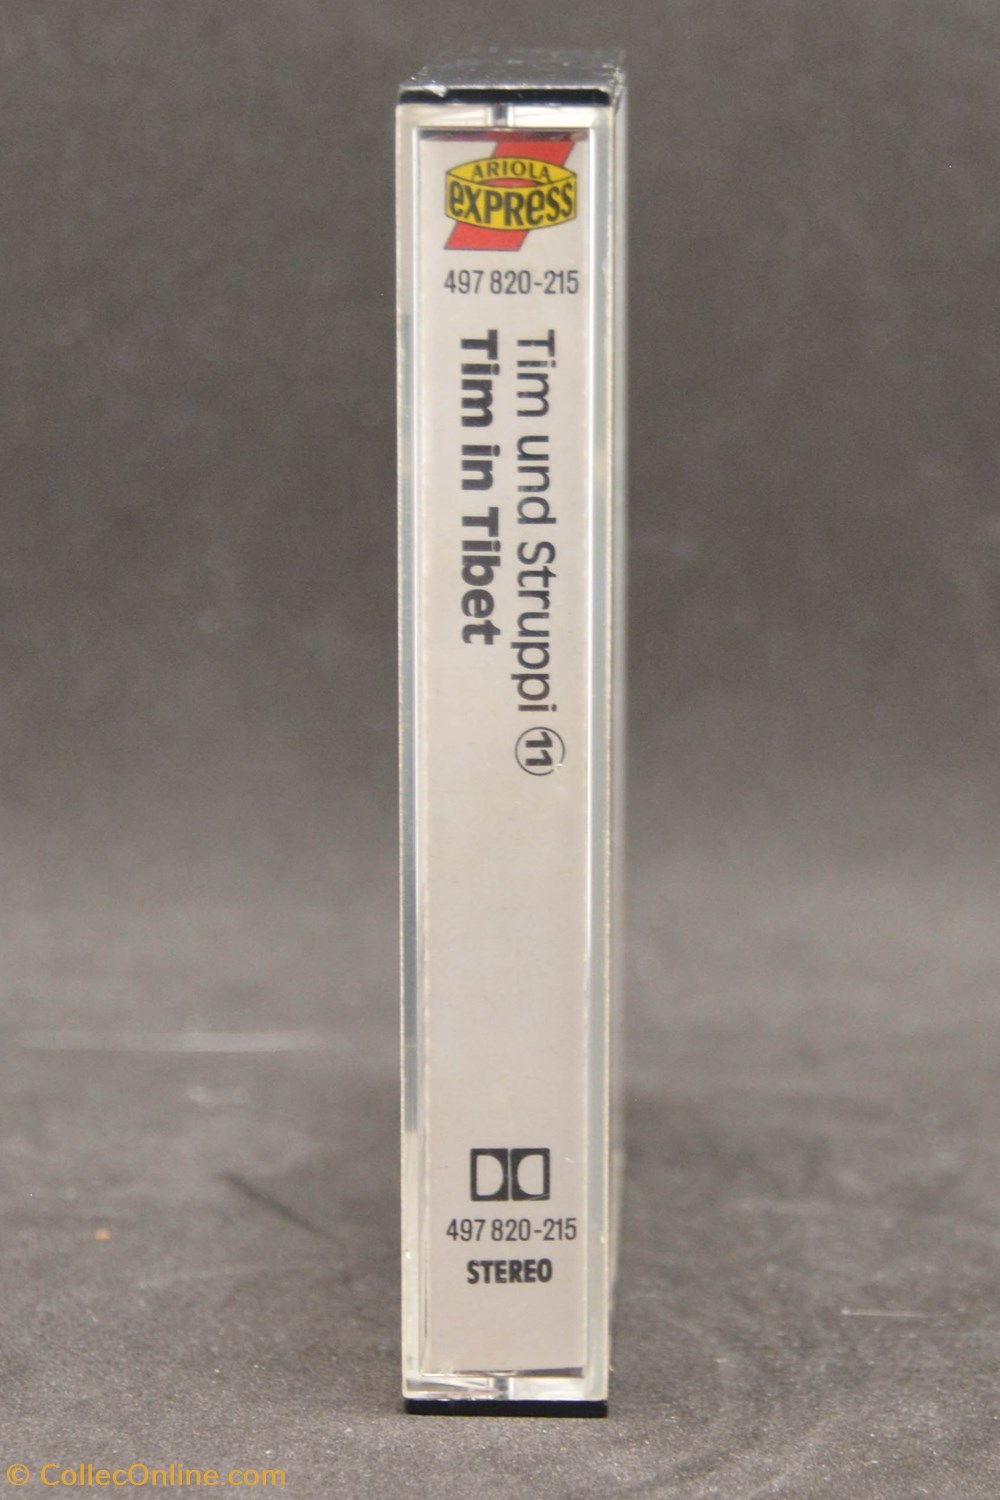 ARIOLA
eXPRESS
497 820-215
Tim und Struppi 11
Tim in Tibet
497 820-215
STEREO
© CollecOnline.com